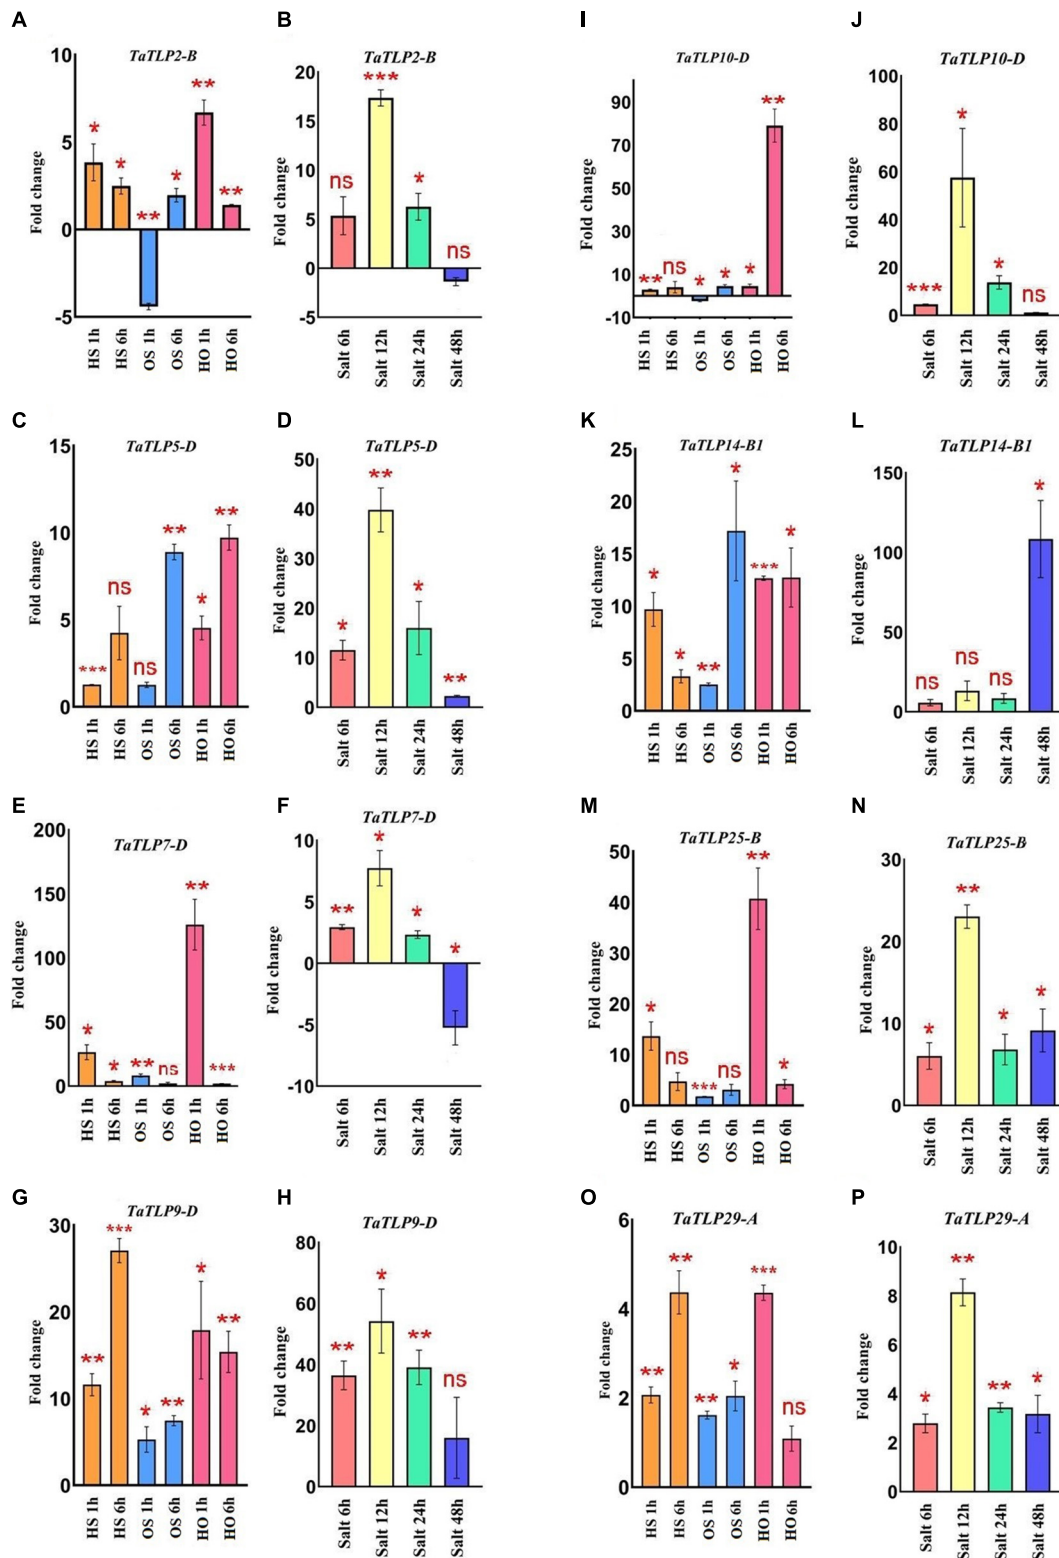 A
TaTLP2-B
10
5
0
-5
Fold change
*
*
**
*
**
**
HS 1h
HS 6h
OS 1h
OS 6h
HO 1h
HO 6h
B
TaTLP2-B
20
15
10
5
0
-5
Fold change
ns
***
*
ns
Salt 6h
Salt 12h
Salt 24h
Salt 48h
I
TaTLP10-D
90
70
50
30
10
-10
Fold change
**
ns
*
*
*
**
HS 1h
HS 6h
OS 1h
OS 6h
HO 1h
HO 6h
J
TaTLP10-D
100
80
60
40
20
0
Fold change
***
*
*
ns
Salt 6h
Salt 12h
Salt 24h
Salt 48h
C
TaTLP5-D
15
10
5
0
Fold change
***
ns
ns
**
*
**
HS 1h
HS 6h
OS 1h
OS 6h
HO 1h
HO 6h
D
TaTLP5-D
50
40
30
20
10
0
Fold change
*
**
*
**
Salt 6h
Salt 12h
Salt 24h
Salt 48h
K
TaTLP14-B1
25
20
15
10
5
0
Fold change
*
*
**
*
***
*
HS 1h
HS 6h
OS 1h
OS 6h
HO 1h
HO 6h
L
TaTLP14-B1
150
100
50
0
Fold change
ns
ns
ns
*
Salt 6h
Salt 12h
Salt 24h
Salt 48h
E
TaTLP7-D
200
150
100
50
0
Fold change
*
*
**
ns
**
***
HS 1h
HS 6h
OS 1h
OS 6h
HO 1h
HO 6h
F
TaTLP7-D
10
5
0
-5
-10
Fold change
**
*
*
*
Salt 6h
Salt 12h
Salt 24h
Salt 48h
M
TaTLP25-B
50
40
30
20
10
0
Fold change
*
ns
***
ns
**
*
HS 1h
HS 6h
OS 1h
OS 6h
HO 1h
HO 6h
N
TaTLP25-B
30
20
10
0
Fold change
*
**
*
*
Salt 6h
Salt 12h
Salt 24h
Salt 48h
G
TaTLP9-D
30
20
10
0
Fold change
**
***
*
**
*
**
HS 1h
HS 6h
OS 1h
OS 6h
HO 1h
HO 6h
H
TaTLP9-D
80
60
40
20
0
Fold change
**
*
**
ns
Salt 6h
Salt 12h
Salt 24h
Salt 48h
O
TaTLP29-A
6
4
2
0
Fold change
**
**
**
*
***
ns
HS 1h
HS 6h
OS 1h
OS 6h
HO 1h
HO 6h
P
TaTLP29-A
10
8
6
4
2
0
Fold change
*
**
**
*
Salt 6h
Salt 12h
Salt 24h
Salt 48h